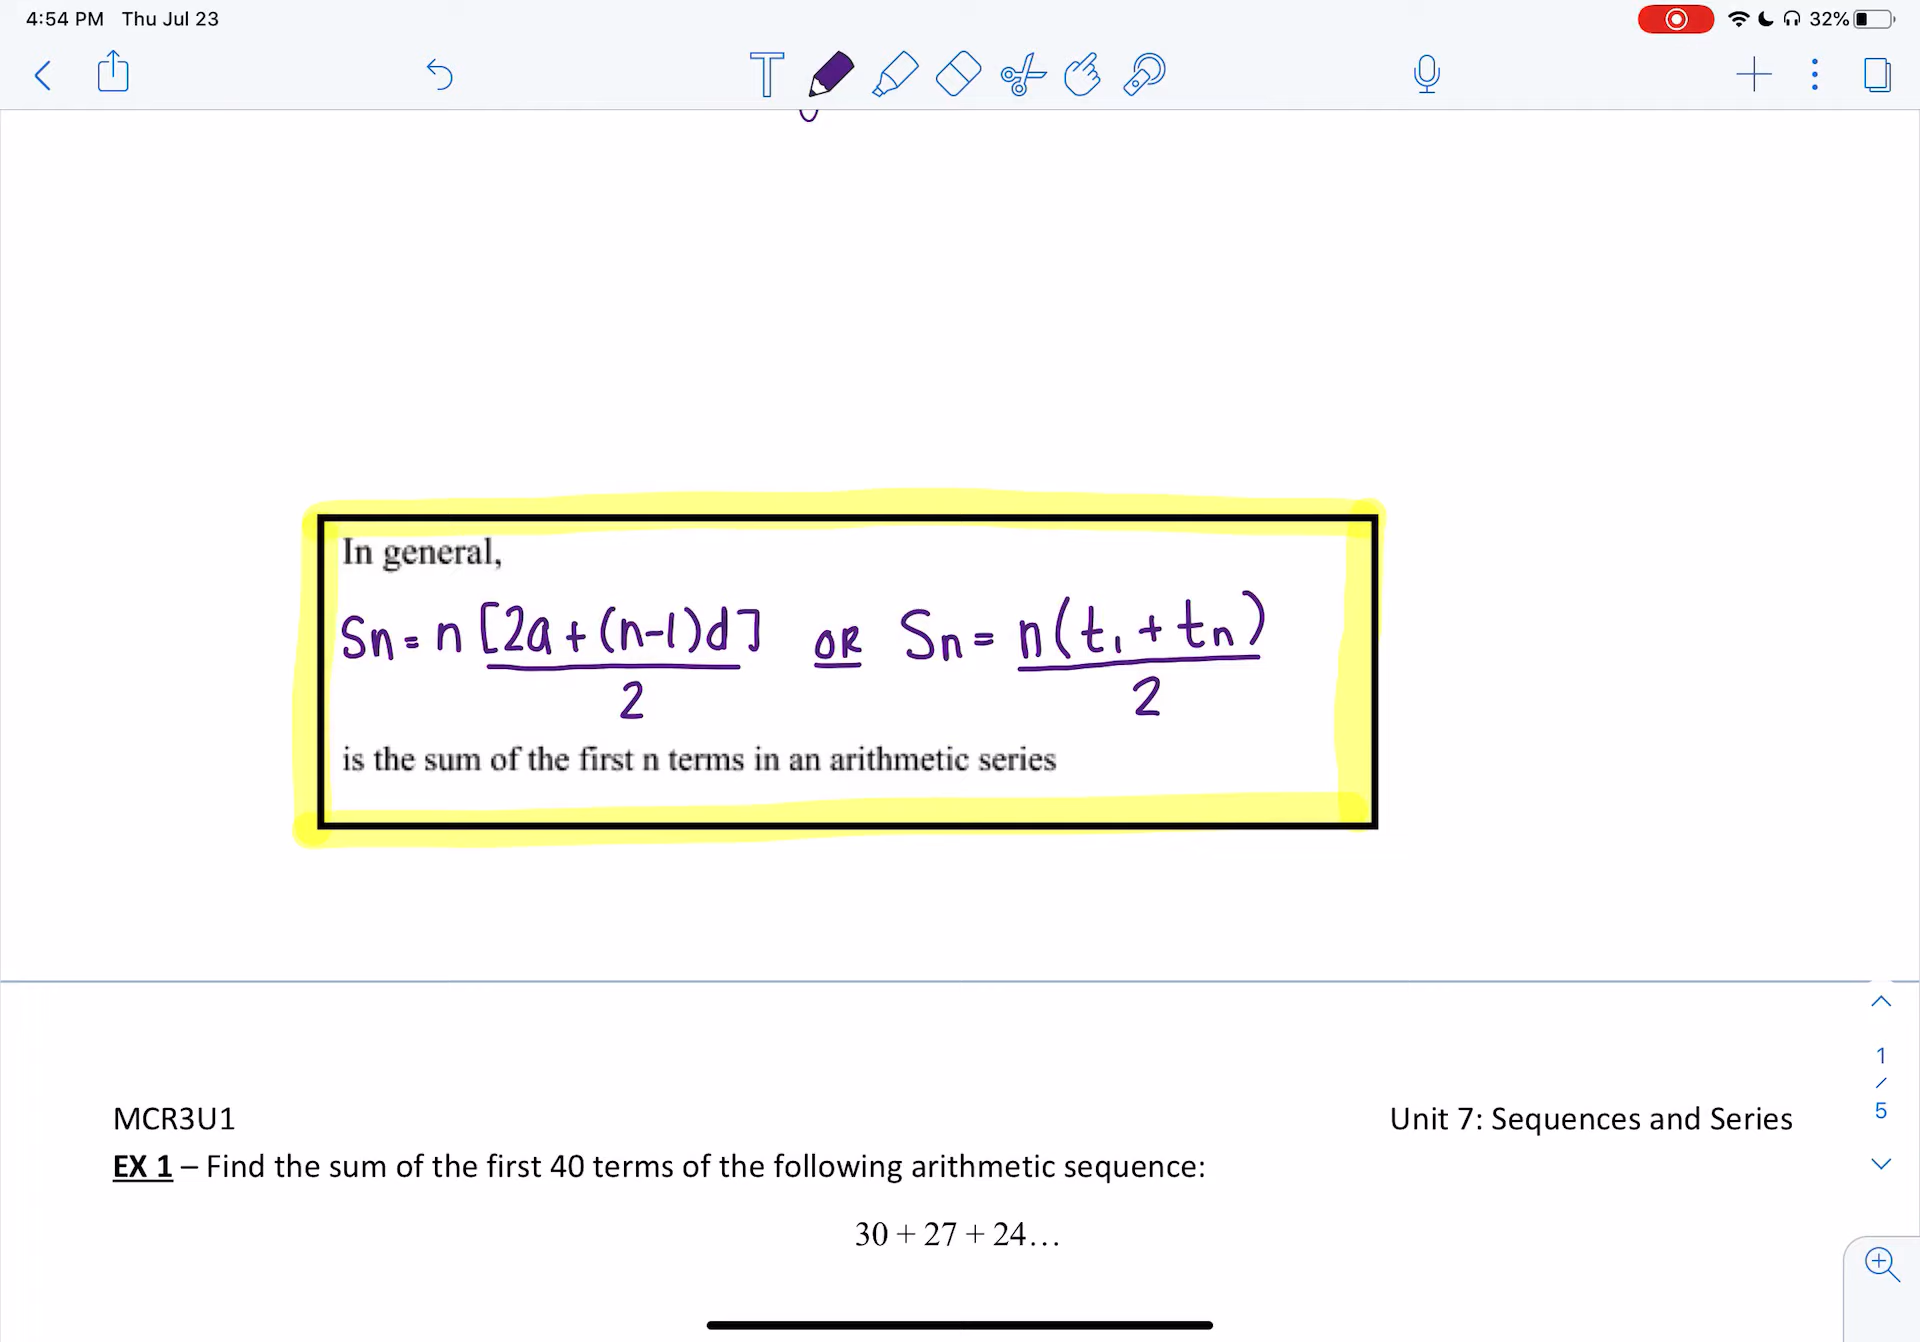 4:54 PM Thu Jul 23 32%
T
In general,
Sn = n [2a + (n-1)d] OR Sn = n(t₁ + tn)
2 2
is the sum of the first n terms in an arithmetic series
1
/
5
MCR3U1 Unit 7: Sequences and Series
EX 1 – Find the sum of the first 40 terms of the following arithmetic sequence:
30 + 27 + 24…